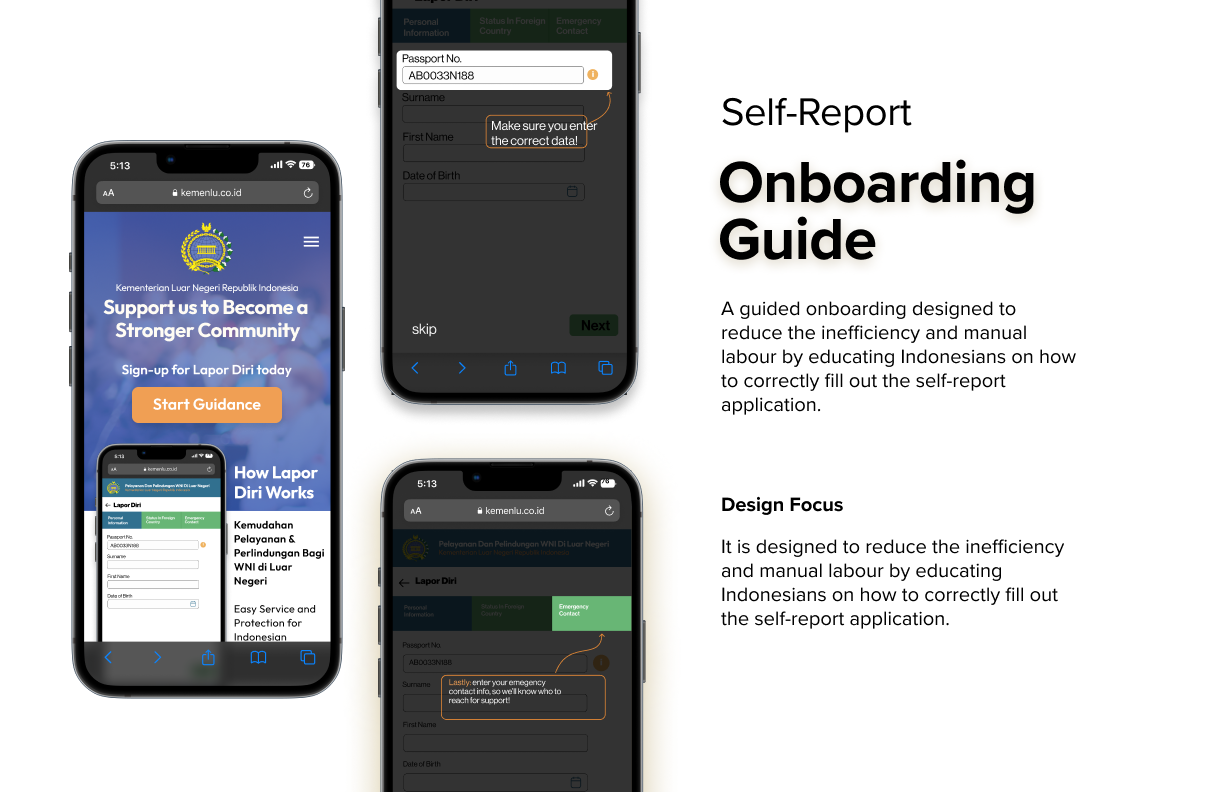 5:13
76
AA
kemenlu.co.id
Kementerian Luar Negeri Republik Indonesia
Support us to Become a
Stronger Community
Sign-up for Lapor Diri today
Start Guidance
5:13
AA
kemenlu.co.id
Pelayanan Dan Pelindungan WNI Di Luar Negeri
Lapor Diri
Personal
Information
Status in Foreign
Country
Emergency
Contact
Passport No.
AB0033N188
Surname
First Name
Date of Birth
How Lapor
Diri Works
Kemudahan
Pelayanan &
Perlindungan Bagi
WNI di Luar
Negeri
Easy Service and
Protection for
Indonesian
Lapor Diri
Personal
Information
Status in Foreign
Country
Emergency
Contact
Passport No.
AB0033N188
Surname
Make sure you enter
the correct data!
First Name
Date of Birth
skip
Next
5:13
76
AA
kemenlu.co.id
Pelayanan Dan Pelindungan WNI Di Luar Negeri
Kementerian Luar Negeri Republik Indonesia
Lapor Diri
Personal
Information
Status in Foreign
Country
Emergency
Contact
Passport No.
AB0033N188
Surname
Lastly: enter your emegency
contact info, so we'll know who to
reach for support!
First Name
Date of Birth
Self-Report
Onboarding
Guide
A guided onboarding designed to
reduce the inefficiency and manual
labour by educating Indonesians on how
to correctly fill out the self-report
application.
Design Focus
It is designed to reduce the inefficiency
and manual labour by educating
Indonesians on how to correctly fill out
the self-report application.